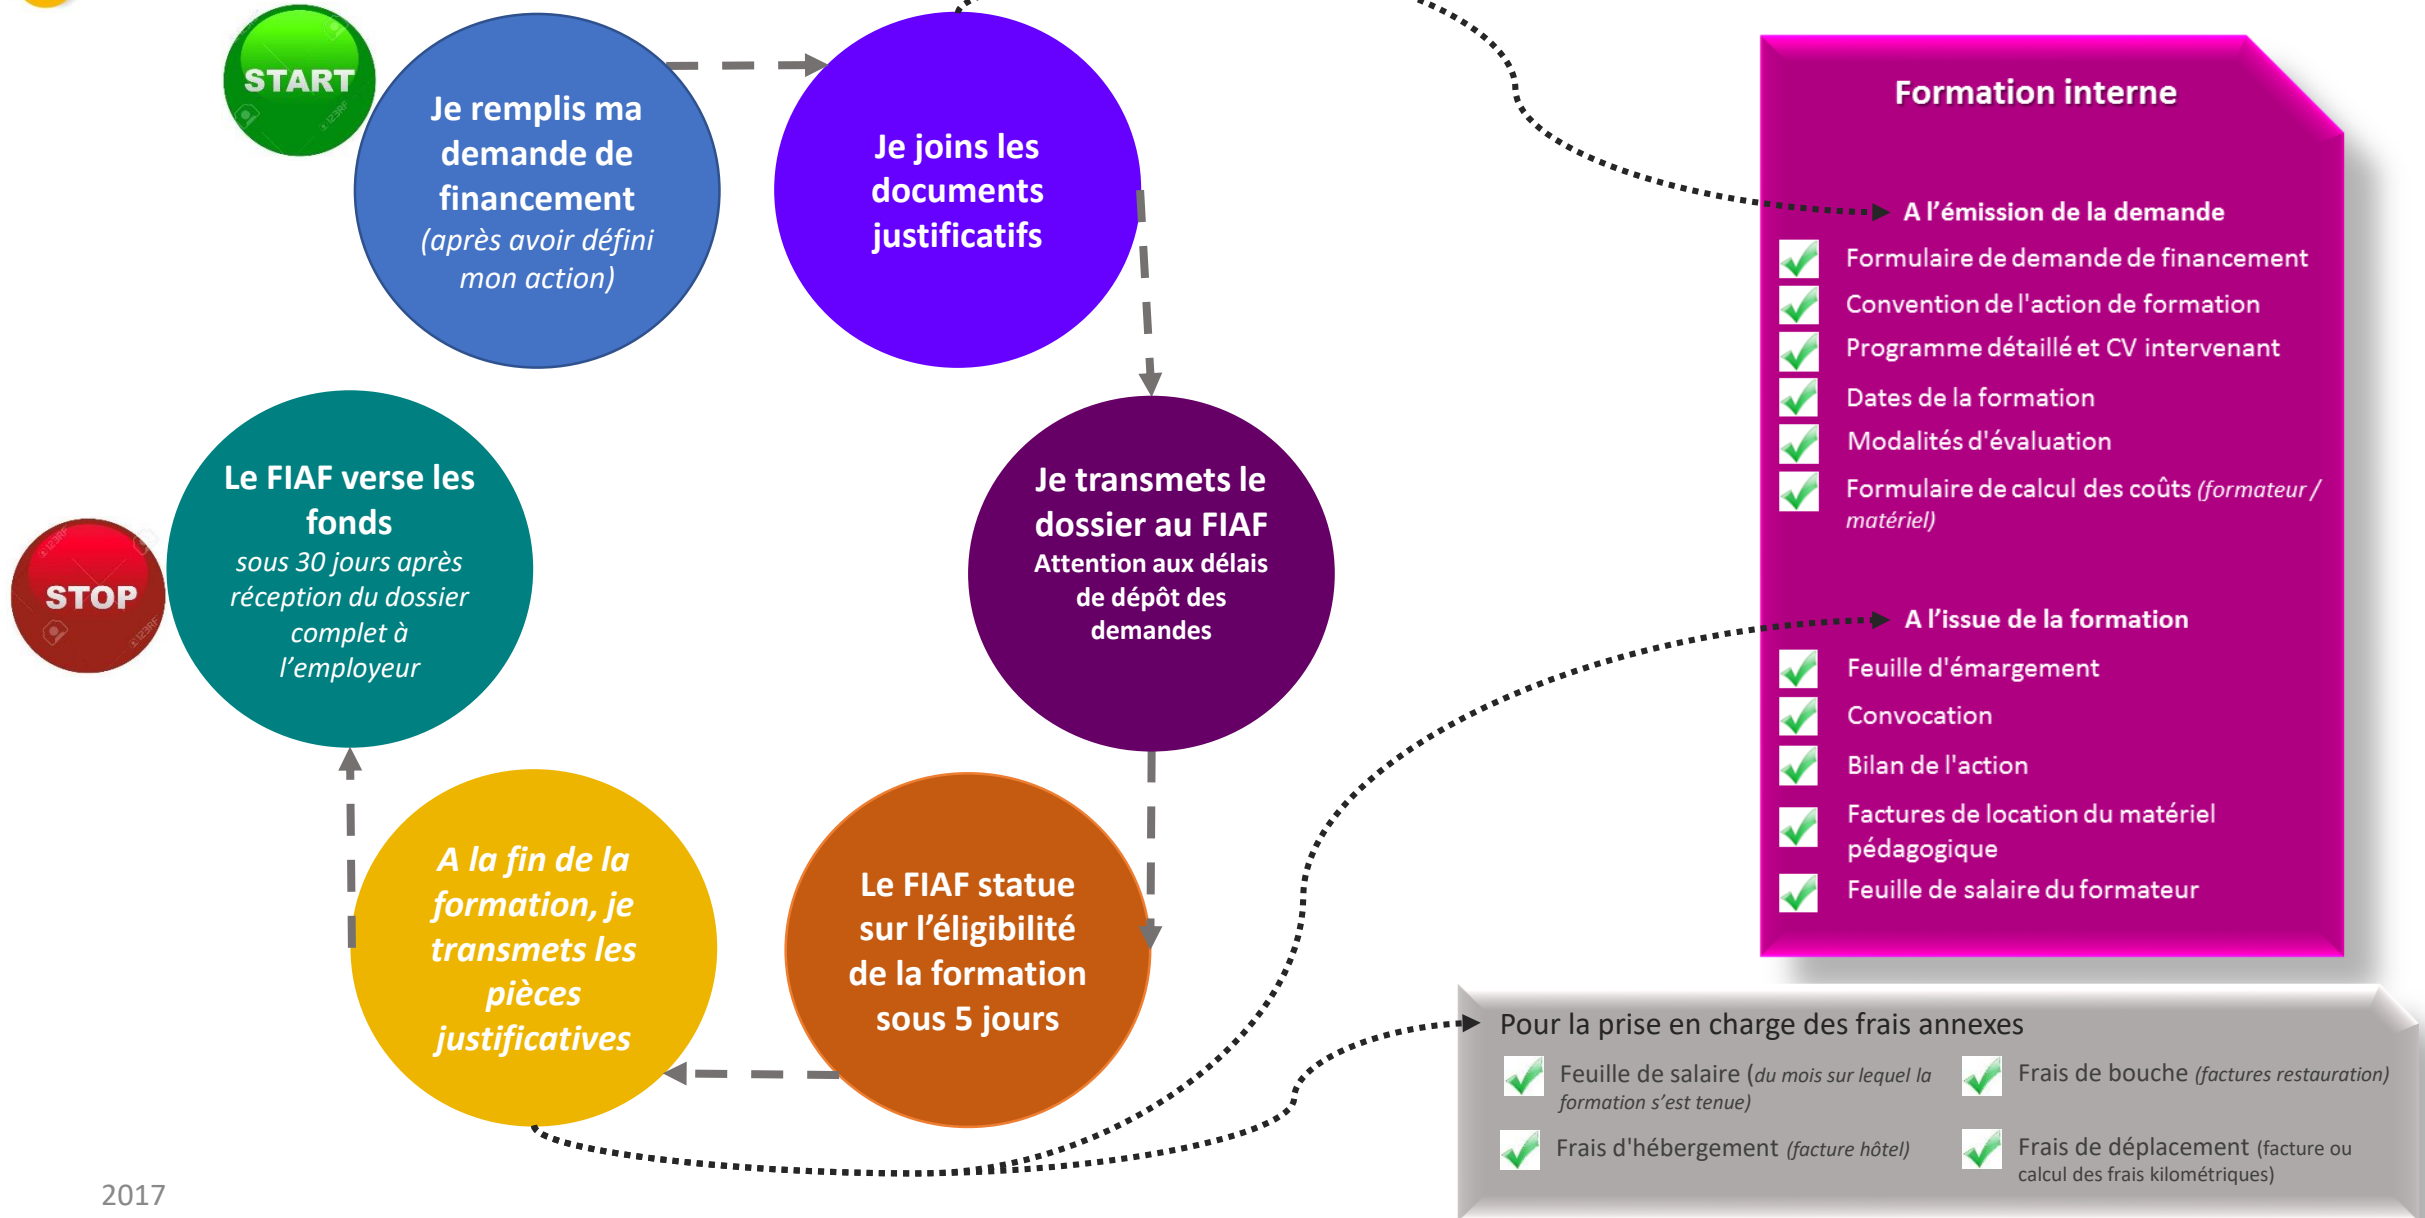 START
Je remplis ma
demande de
financement
(après avoir défini
mon action)
Je joins les
documents
justificatifs
Je transmets le
dossier au FIAF
Attention aux délais
de dépôt des
demandes
Le FIAF statue
sur l’éligibilité
de la formation
sous 5 jours
A la fin de la
formation, je
transmets les
pièces
justificatives
Le FIAF verse les
fonds
sous 30 jours après
réception du dossier
complet à
l’employeur
STOP
Formation interne
A l’émission de la demande
Formulaire de demande de financement
Convention de l'action de formation
Programme détaillé et CV intervenant
Dates de la formation
Modalités d'évaluation
Formulaire de calcul des coûts (formateur /
matériel)
A l’issue de la formation
Feuille d'émargement
Convocation
Bilan de l'action
Factures de location du matériel
pédagogique
Feuille de salaire du formateur
Pour la prise en charge des frais annexes
Feuille de salaire (du mois sur lequel la
formation s’est tenue)
Frais d'hébergement (facture hôtel)
Frais de bouche (factures restauration)
Frais de déplacement (facture ou
calcul des frais kilométriques)
2017